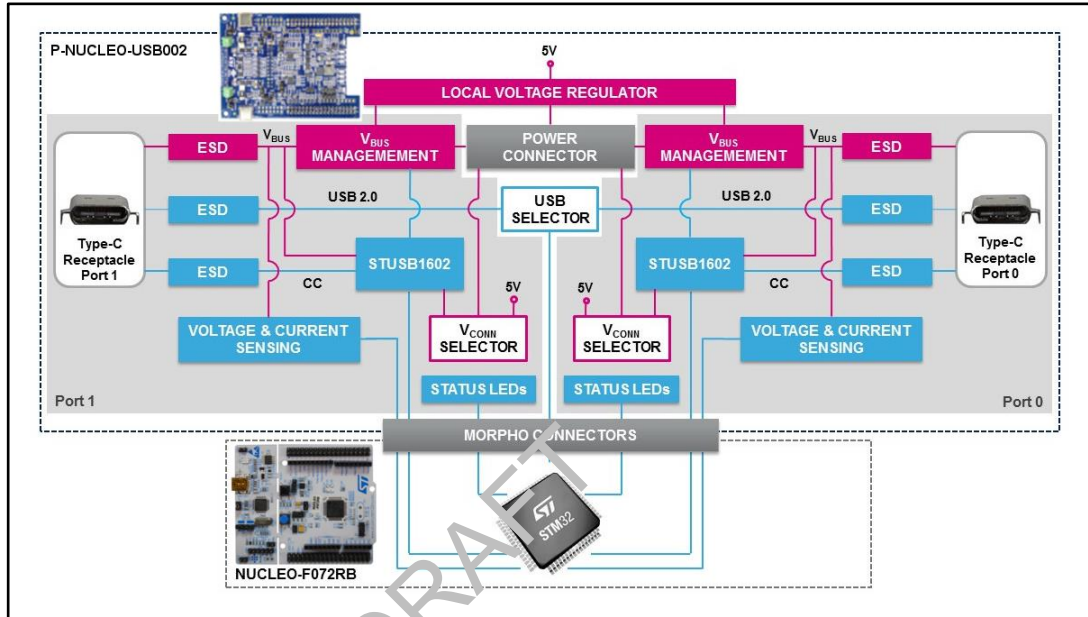 P-NUCLEO-USB002
5V
LOCAL VOLTAGE REGULATOR
ESD
VBUS
VBUS
MANAGEMEMENT
POWER
CONNECTOR
VBUS
MANAGEMEMENT
VBUS
ESD
ESD
USB 2.0
USB
SELECTOR
USB 2.0
ESD
Type-C
Receptacle
Port 1
ESD
CC
STUSB1602
STUSB1602
CC
ESD
Type-C
Receptacle
Port 0
5V
5V
VOLTAGE & CURRENT
SENSING
VCONN
SELECTOR
VCONN
SELECTOR
VOLTAGE & CURRENT
SENSING
STATUS LEDs
STATUS LEDs
Port 1
Port 0
MORPHO CONNECTORS
STM32
NUCLEO-F072RB
DRAFT